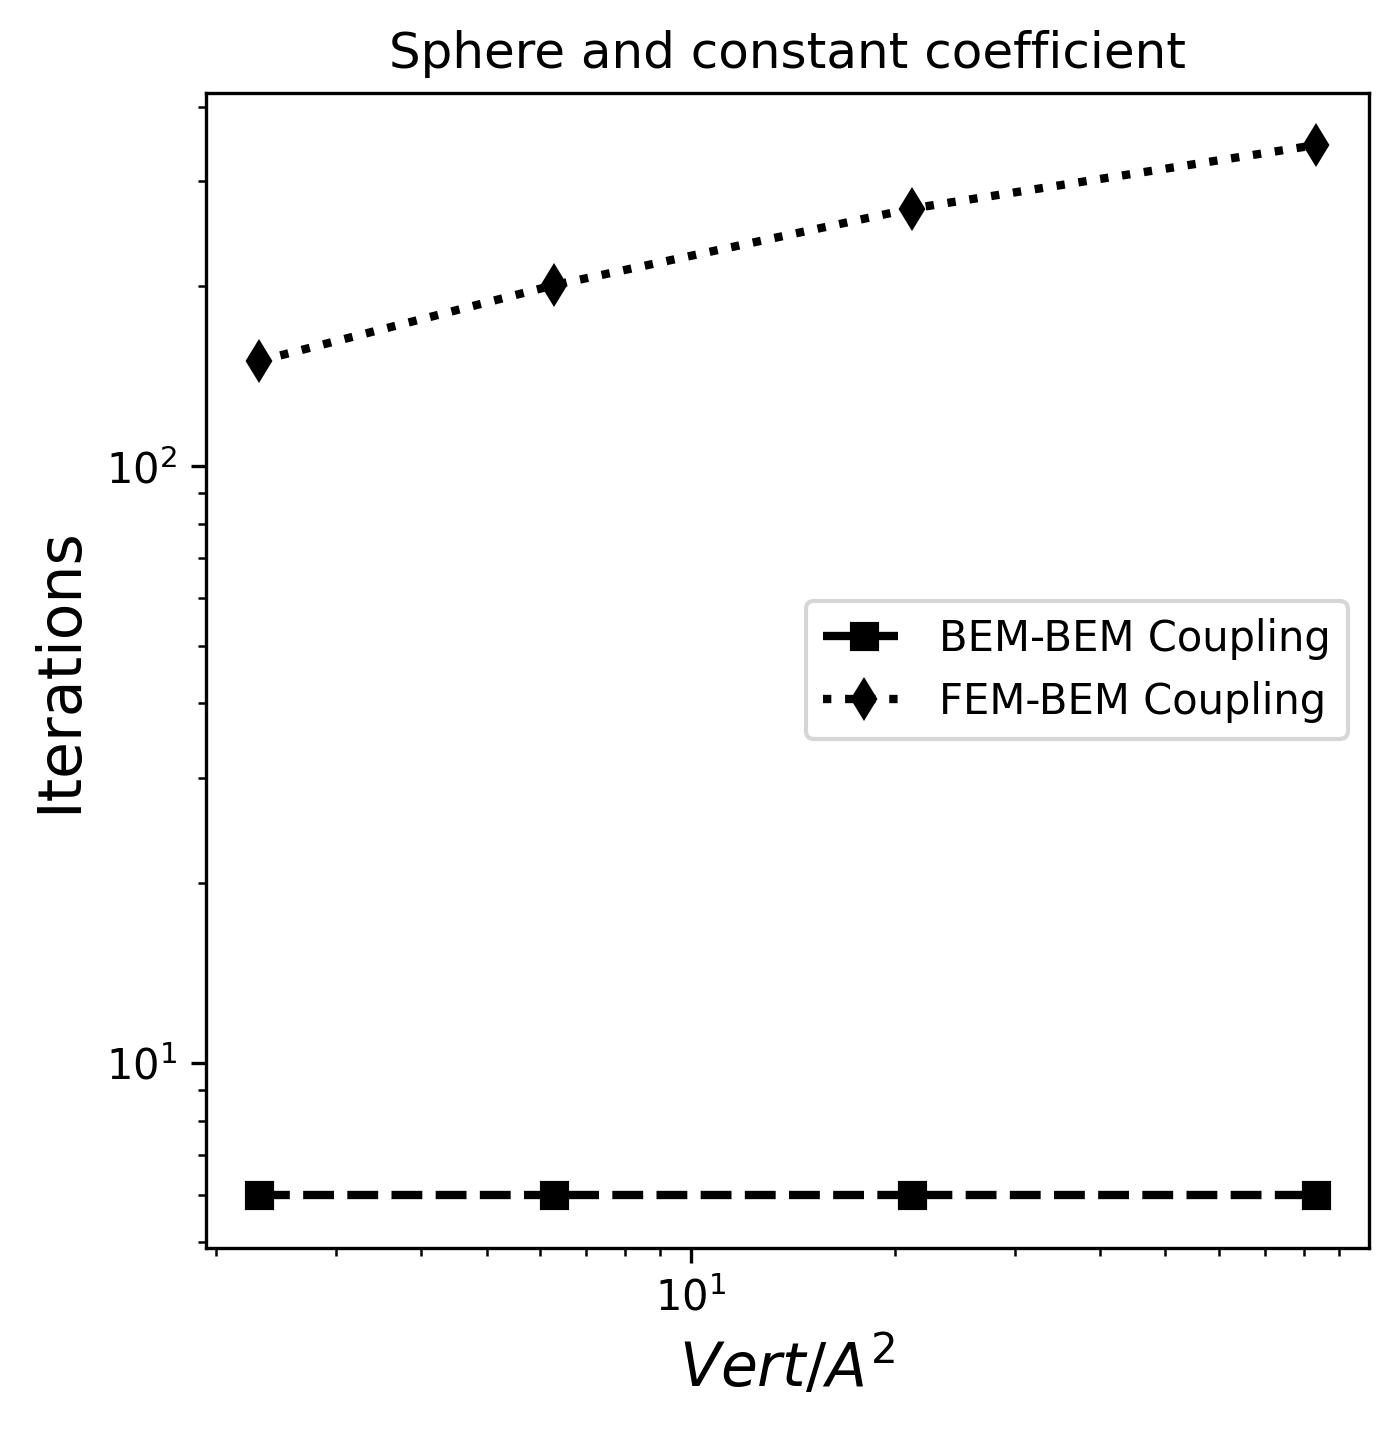 Sphere and constant coefficient
Iterations
10²
10¹
BEM-BEM Coupling
FEM-BEM Coupling
10¹
Vert/A²